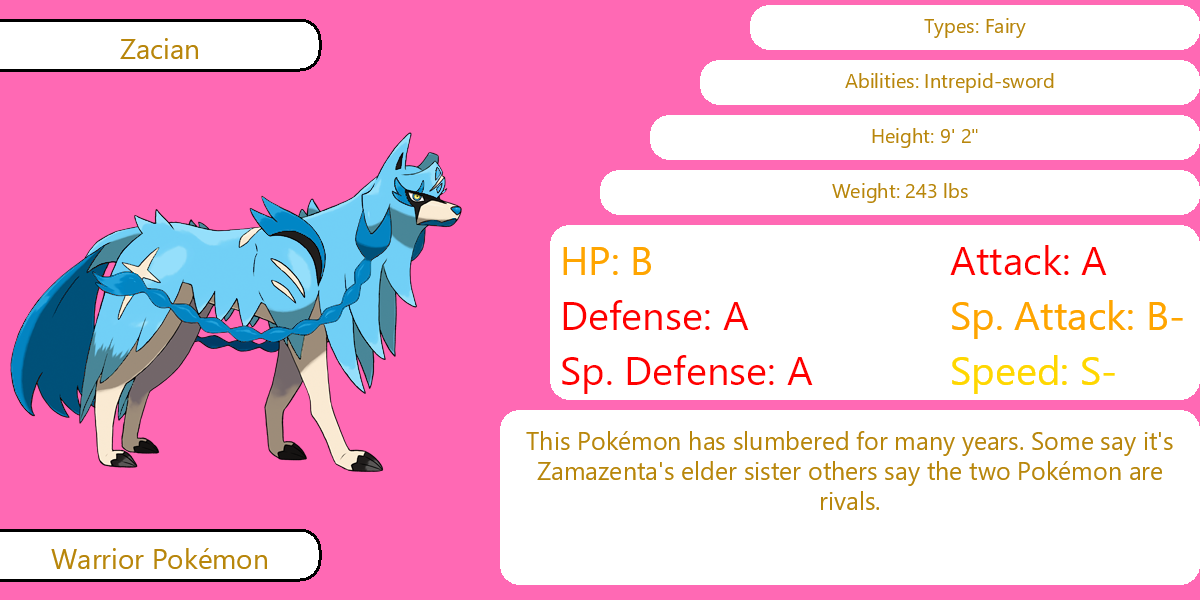 Zacian
Types: Fairy
Abilities: Intrepid-sword
Height: 9' 2"
Weight: 243 lbs
HP: B
Attack: A
Defense: A
Sp. Attack: B-
Sp. Defense: A
Speed: S-
This Pokémon has slumbered for many years. Some say it's
Zamazenta's elder sister others say the two Pokémon are
rivals.
Warrior Pokémon